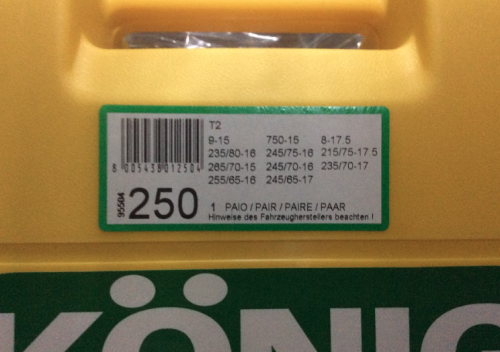 T2
9-15 750-15 8-17.5
235/80-16 245/75-16 215/75-17.5
265/70-15 245/70-16 235/70-17
255/65-16 245/65-17
8 005438 012504
95504
250
1 PAIO / PAIR / PAIRE / PAAR
Hinweise des Fahrzeugherstellers beachten !
KÖNIG